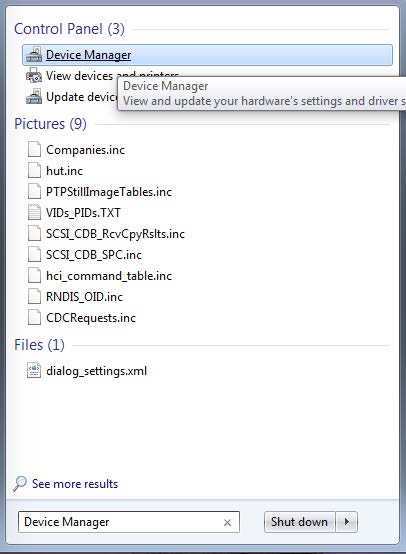 Control Panel (3)
Device Manager
View devices and printers
Update device
Device Manager
View and update your hardware's settings and driver s
Pictures (9)
Companies.inc
hut.inc
PTPStillImageTables.inc
VIDs_PIDs.TXT
SCSI_CDB_RcvCpyRslts.inc
SCSI_CDB_SPC.inc
hci_command_table.inc
RNDIS_OID.inc
CDCRequests.inc
Files (1)
dialog_settings.xml
See more results
Device Manager
Shut down